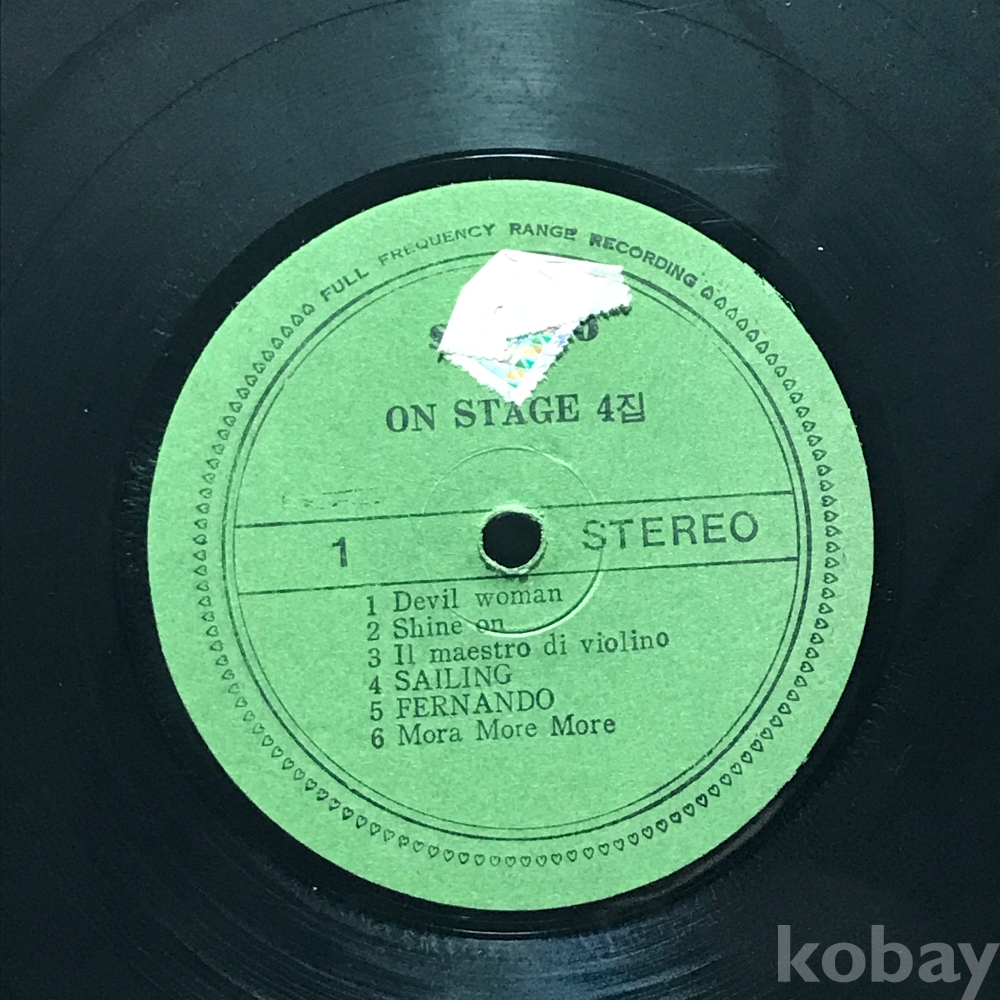 FULL FREQUENCY RANGE RECORDING
ON STAGE 4집
1 STEREO
1 Devil woman
2 Shine on
3 Il maestro di violino
4 SAILING
5 FERNANDO
6 Mora More More
kobay